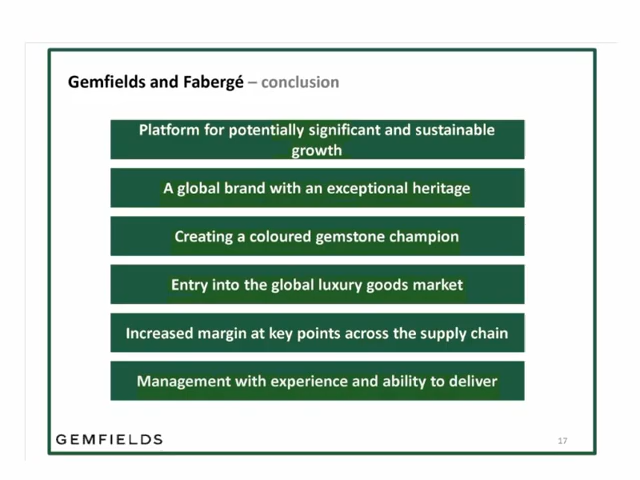 Gemfields and Fabergé – conclusion
Platform for potentially significant and sustainable
growth
A global brand with an exceptional heritage
Creating a coloured gemstone champion
Entry into the global luxury goods market
Increased margin at key points across the supply chain
Management with experience and ability to deliver
GEMFIELDS
17